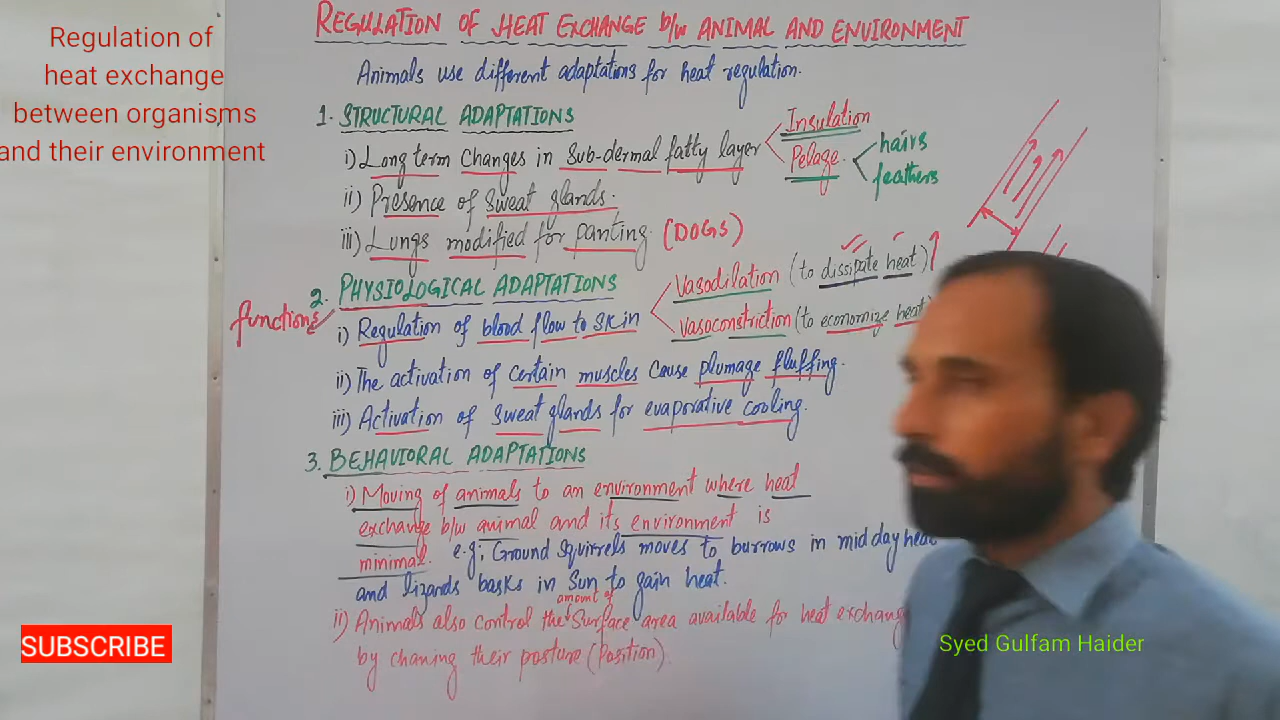 REGULATION OF HEAT EXCHANGE b/w ANIMAL AND ENVIRONMENT
Animals use different adaptations for heat regulation.
1. STRUCTURAL ADAPTATIONS
i) Long term changes in Sub-dermal fatty layer
Insulation
Pelage
hairs
feathers
ii) Presence of sweat glands.
iii) Lungs modified for panting. (DOGS)
2. PHYSIOLOGICAL ADAPTATIONS
functions
i) Regulation of blood flow to skin
Vasodilation (to dissipate heat)
Vasoconstriction (to economize heat
ii) The activation of certain muscles cause plumage fluffing.
iii) Activation of sweat glands for evaporative cooling.
3. BEHAVIORAL ADAPTATIONS
i) Moving of animals to an environment where heat
exchange b/w animal and its environment is
minimal. e.g; Ground squirrels moves to burrows in mid day heat
and lizards basks in Sun to gain heat.
ii) Animals also control the amount of Surface area available for heat exchang
by chaning their posture (Position).
Regulation of
heat exchange
between organisms
and their environment
SUBSCRIBE
Syed Gulfam Haider